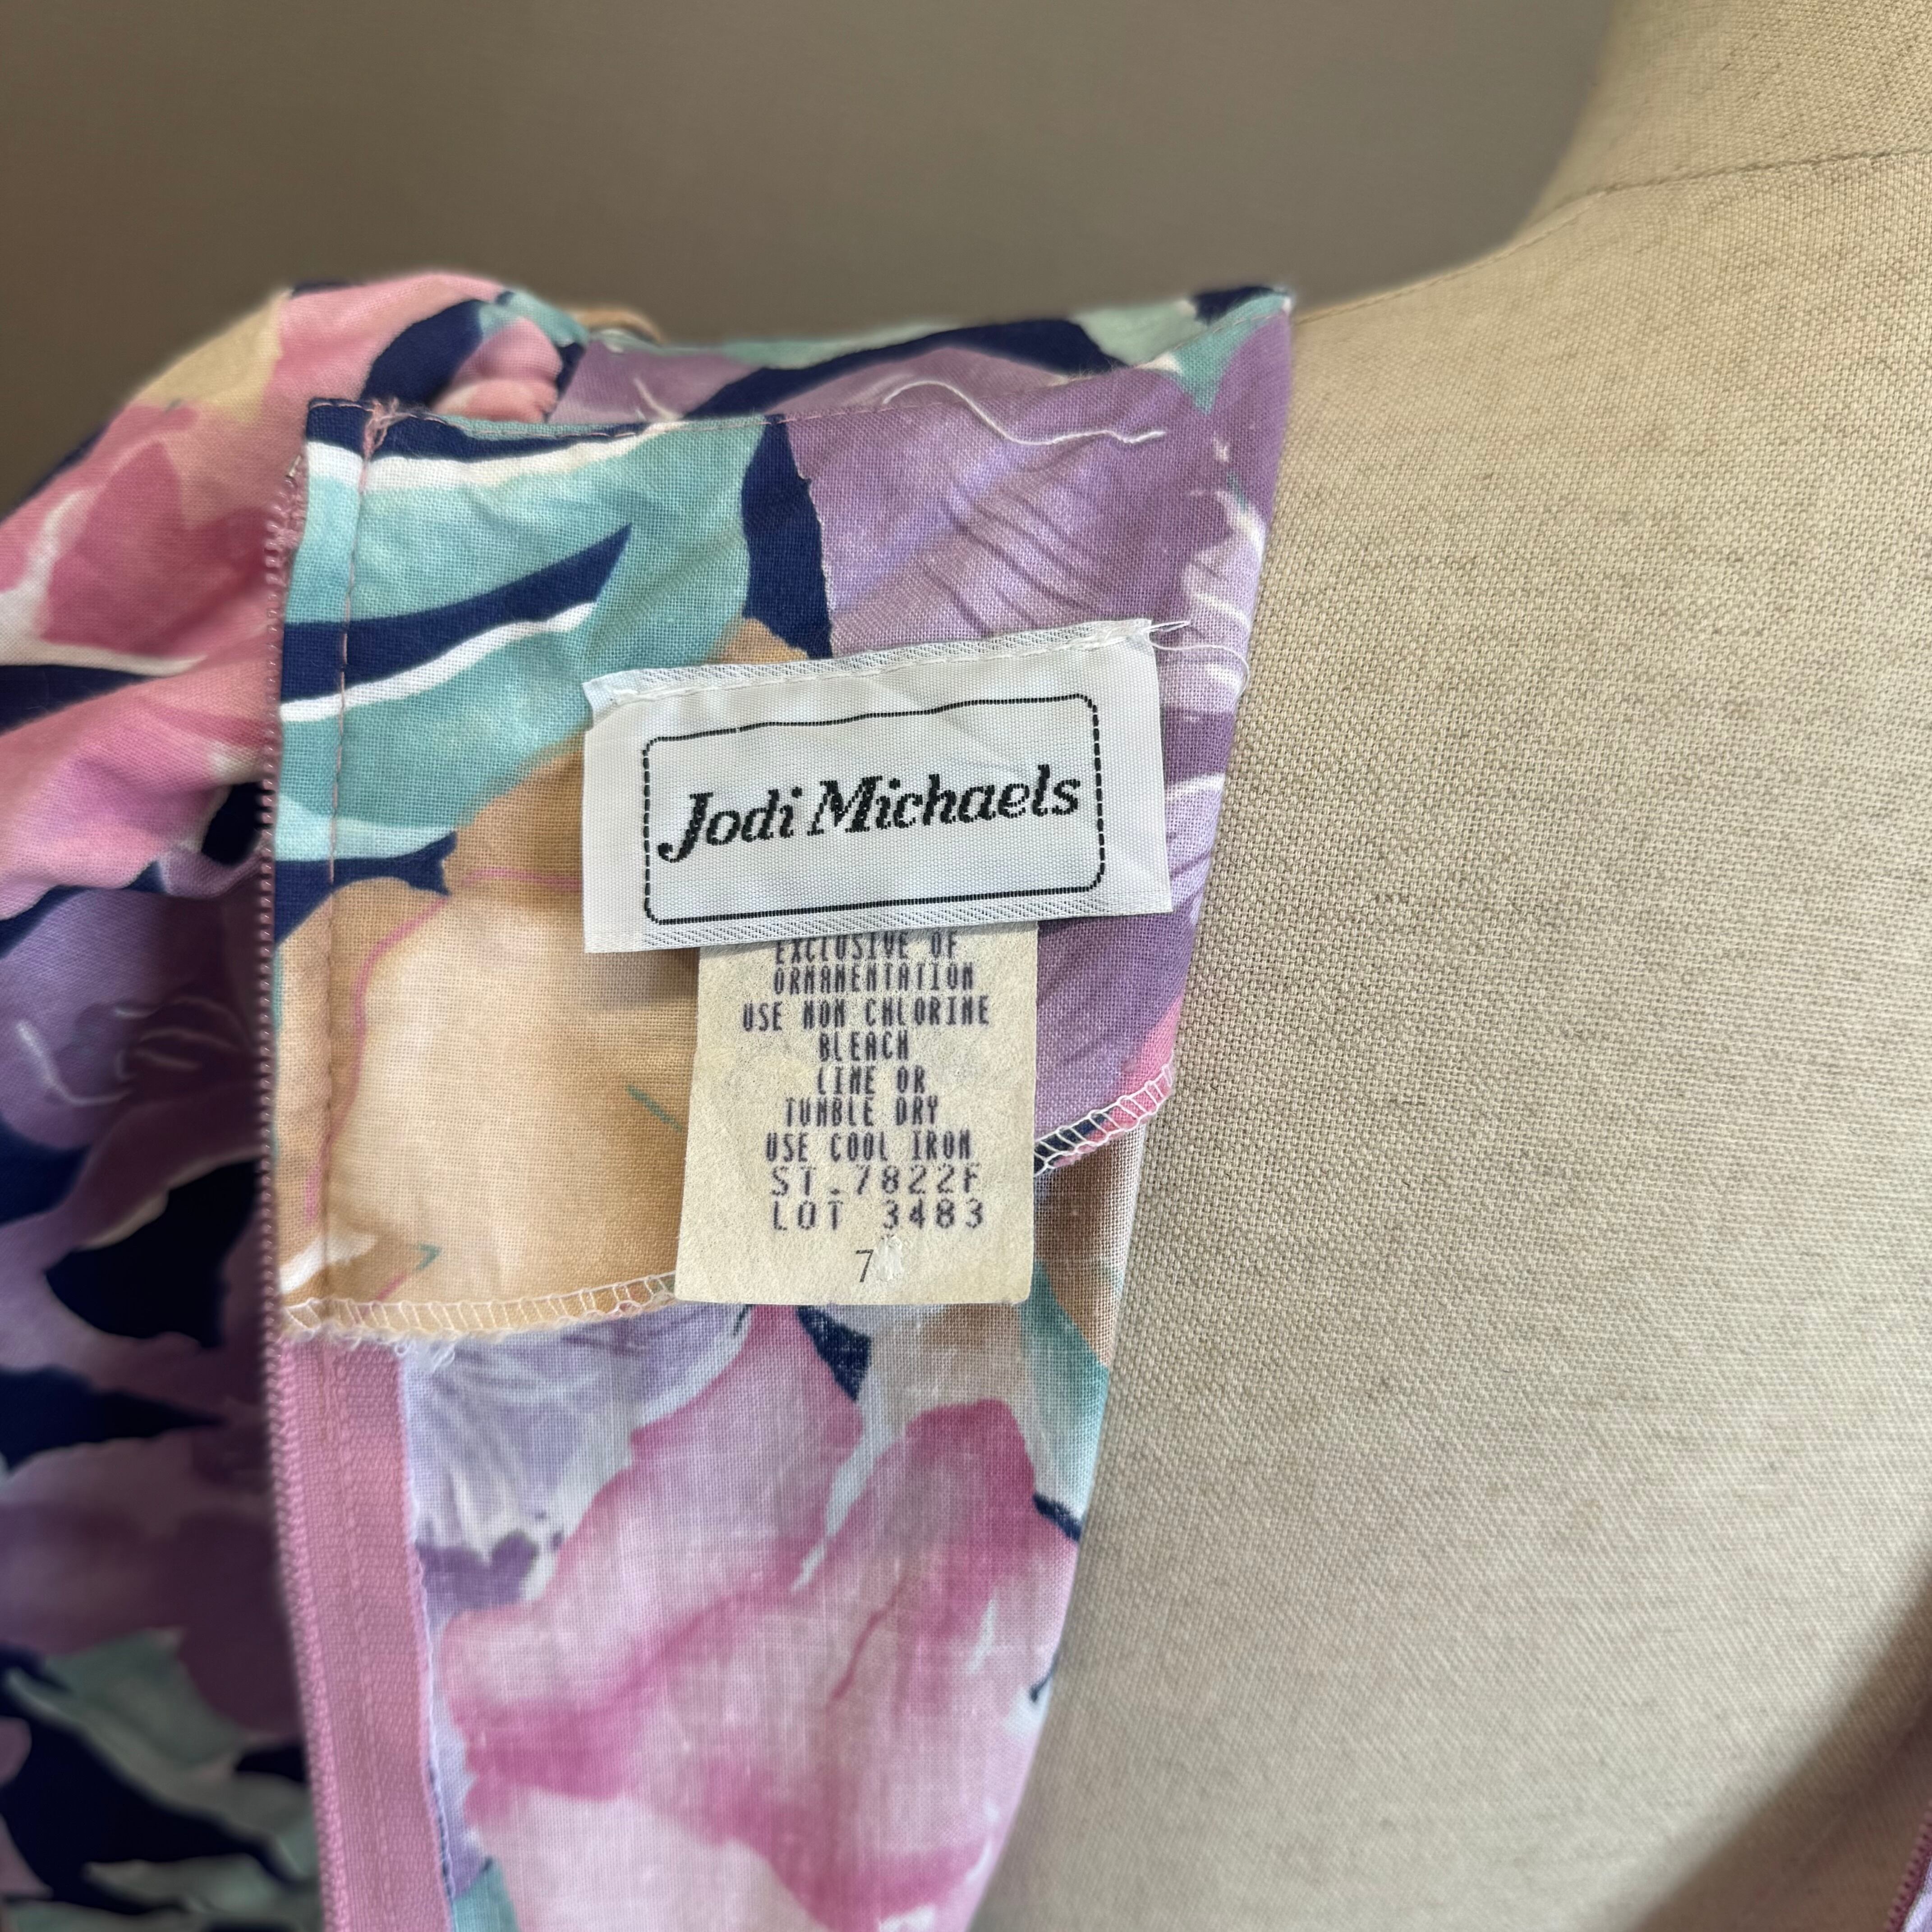 Jodi Michaels
EXCLUSIVE OF
ORNAMENTATION
USE NON CHLORINE
BLEACH
LINE OR
TUMBLE DRY
USE COOL IRON
ST.7822F
LOT 3483
7